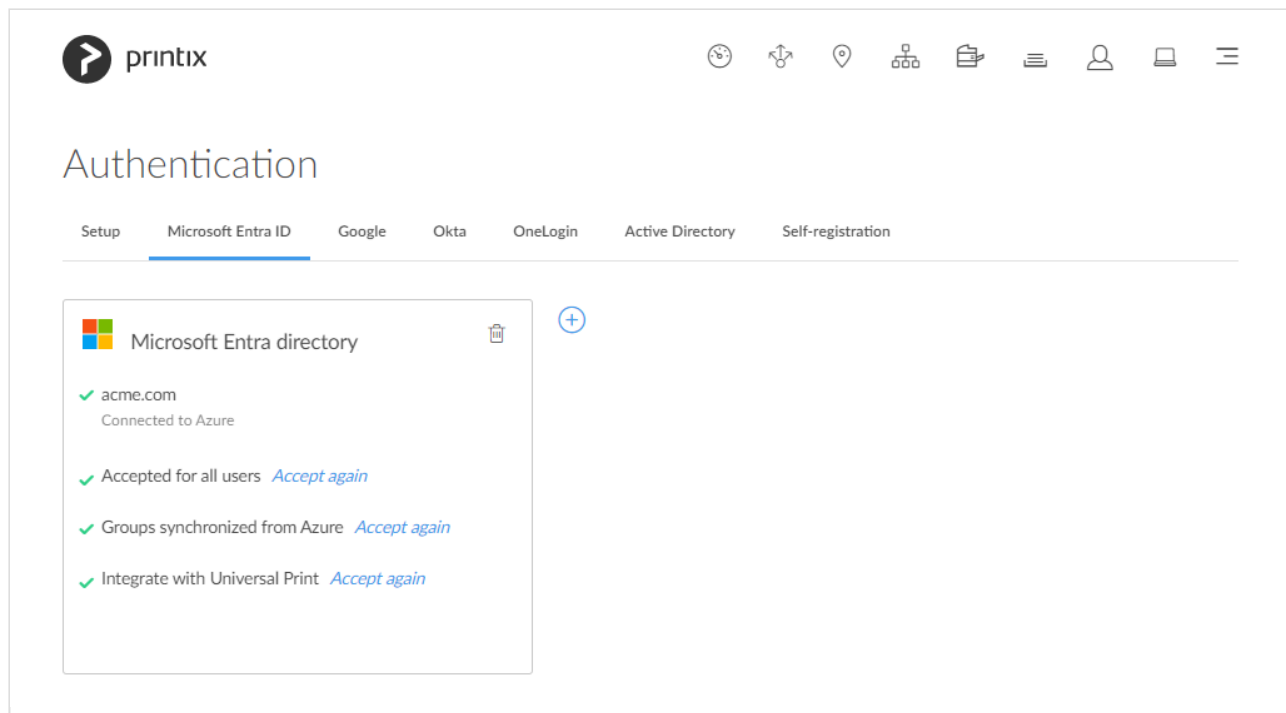 printix
Authentication
Setup Microsoft Entra ID Google Okta OneLogin Active Directory Self-registration
Microsoft Entra directory
acme.com
Connected to Azure
Accepted for all users Accept again
Groups synchronized from Azure Accept again
Integrate with Universal Print Accept again